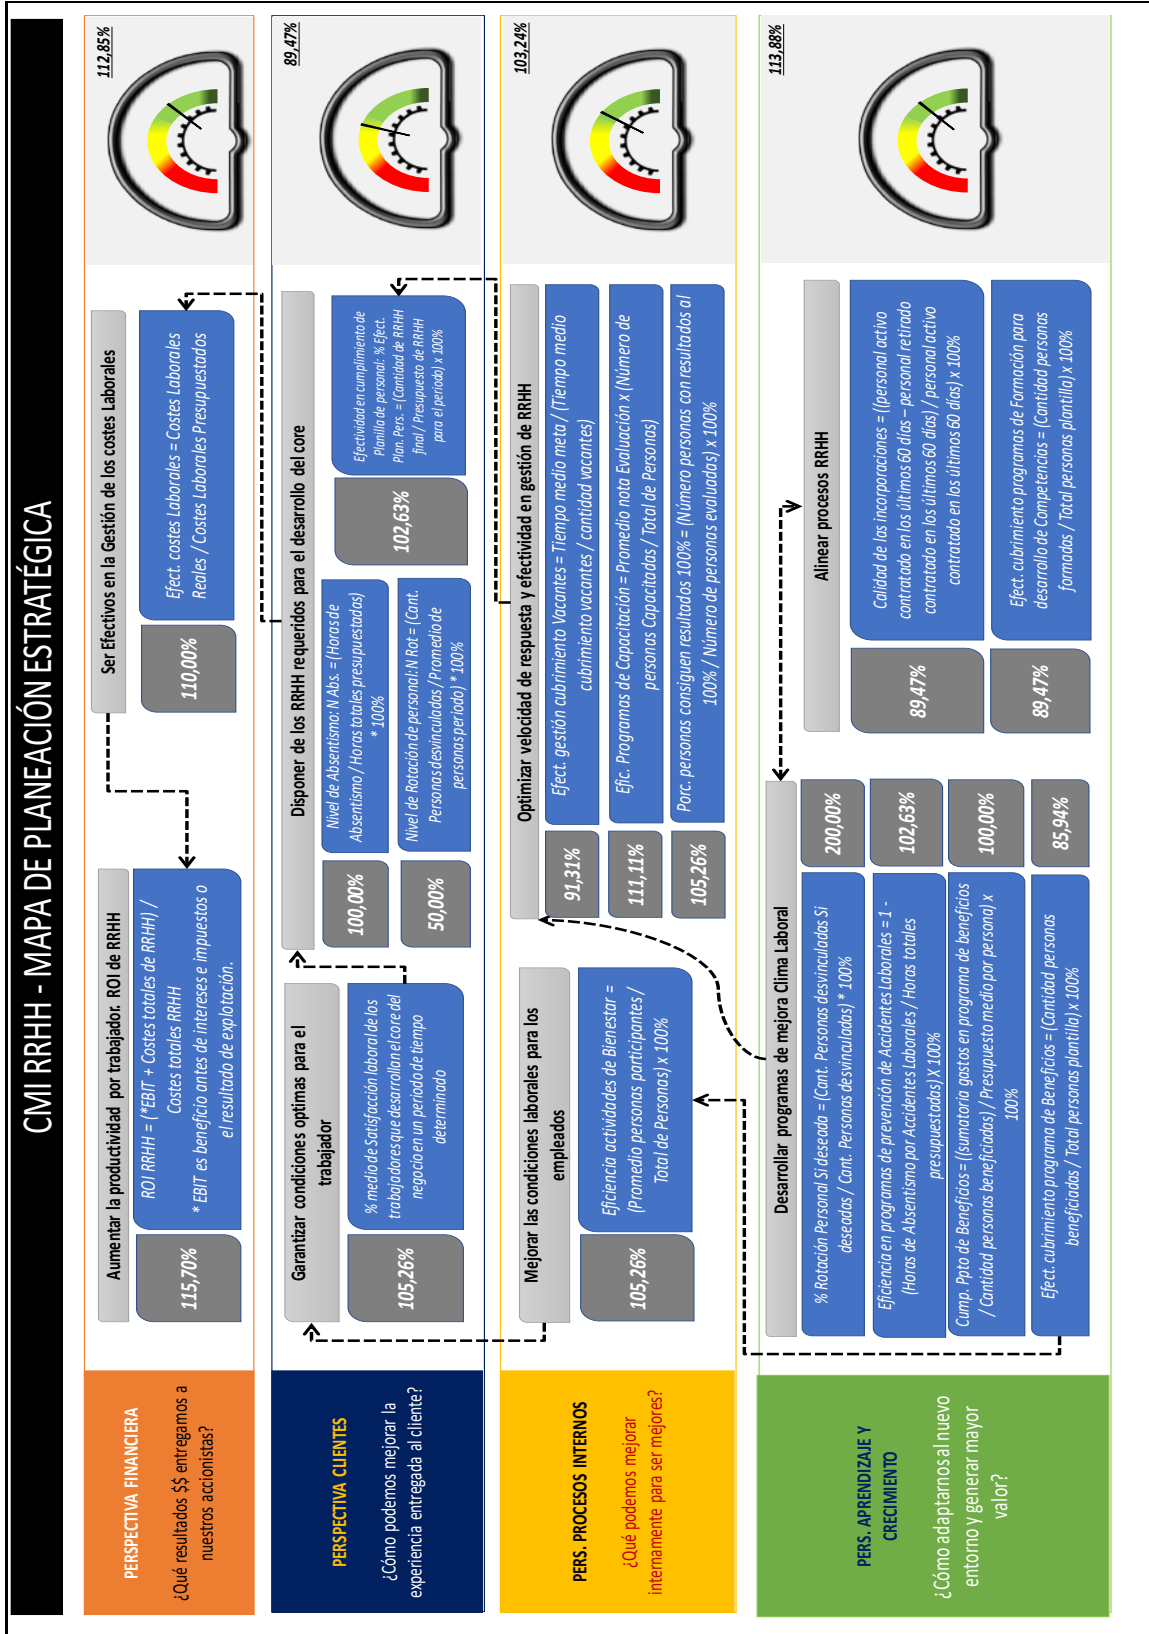 CMI RRHH - MAPA DE PLANEACIÓN ESTRATÉGICA
PERSPECTIVA FINANCIERA
¿Qué resultados $$ entregamos a
nuestros accionistas?
Aumentar la productividad por trabajador. ROI de RRHH
115,70%
ROI RRHH = (*EBIT + Costes totales de RRHH) /
Costes totales RRHH
* EBIT es beneficio antes de intereses e impuestos o
el resultado de explotación.
Ser Efectivos en la Gestión de los costes Laborales
110,00%
Efect. costes Laborales = Costes Laborales
Reales / Costes Laborales Presupuestados
112,85%
PERSPECTIVA CLIENTES
¿Cómo podemos mejorar la
experiencia entregada al cliente?
Garantizar condiciones optimas para el
trabajador
105,26%
% medio de Satisfacción laboral de los
trabajadores que desarrollan el core del
negocio en un periodo de tiempo
determinado
Disponer de los RRHH requeridos para el desarrollo del core
100,00%
Nivel de Absentismo: N Abs. = (Horas de
Absentismo / Horas totales presupuestadas)
* 100%
50,00%
Nivel de Rotación de personal: N Rot = (Cant.
Personas desvinculadas / Promedio de
personas periodo) * 100%
102,63%
Efectividad en cumplimiento de
Planilla de personal: % Efect.
Plan. Pers. = (Cantidad de RRHH
final / Presupuesto de RRHH
para el periodo) x 100%
89,47%
PERS. PROCESOS INTERNOS
¿Qué podemos mejorar
internamente para ser mejores?
Mejorar las condiciones laborales para los
empleados
105,26%
Eficiencia actividades de Bienestar =
(Promedio personas participantes /
Total de Personas) x 100%
Optimizar velocidad de respuesta y efectividad en gestión de RRHH
91,31%
Efect. gestión cubrimiento Vacantes = Tiempo medio meta / (Tiempo medio
cubrimiento vacantes / cantidad vacantes)
111,11%
Efic. Programas de Capacitación = Promedio nota Evaluación x (Número de
personas Capacitadas / Total de Personas)
105,26%
Porc. personas consiguen resultados 100% = (Número personas con resultados al
100% / Número de personas evaluadas) x 100%
103,24%
PERS. APRENDIZAJE Y
CRECIMIENTO
¿Cómo adaptarnos al nuevo
entorno y generar mayor
valor?
Desarrollar programas de mejora Clima Laboral
% Rotación Personal Si deseada = (Cant. Personas desvinculadas Si
deseadas / Cant. Personas desvinculadas) * 100%
200,00%
Eficiencia en programas de prevención de Accidentes Laborales = 1 -
(Horas de Absentismo por Accidentes Laborales / Horas totales
presupuestadas) X 100%
102,63%
Cump. Ppto de Beneficios = ((sumatoria gastos en programa de beneficios
/ Cantidad personas beneficiadas) / Presupuesto medio por persona) x
100%
100,00%
Efect. cubrimiento programa de Beneficios = (Cantidad personas
beneficiadas / Total personas plantilla) x 100%
85,94%
Alinear procesos RRHH
89,47%
Calidad de las incorporaciones = ((personal activo
contratado en los últimos 60 días – personal retirado
contratado en los últimos 60 días) / personal activo
contratado en los últimos 60 días) x 100%
89,47%
Efect. cubrimiento programas de Formación para
desarrollo de Competencias = (Cantidad personas
formadas / Total personas plantilla) x 100%
113,88%